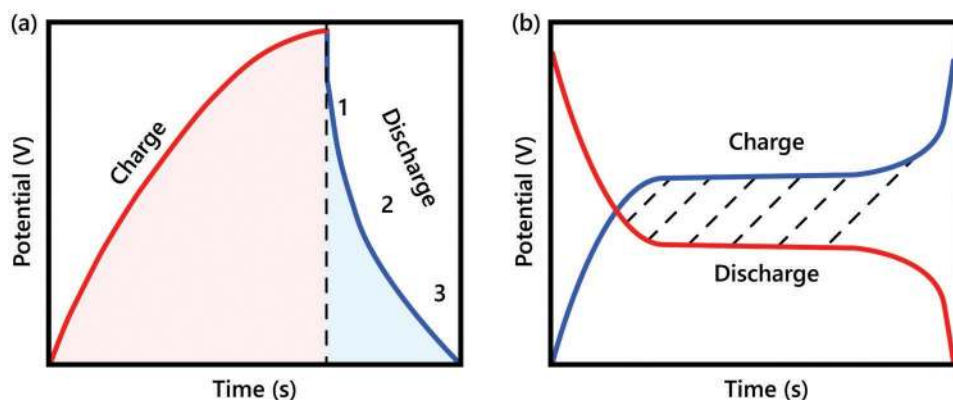 (a)
Potential (V)
Charge
1
Discharge
2
3
Time (s)
(b)
Potential (V)
Charge
Discharge
Time (s)